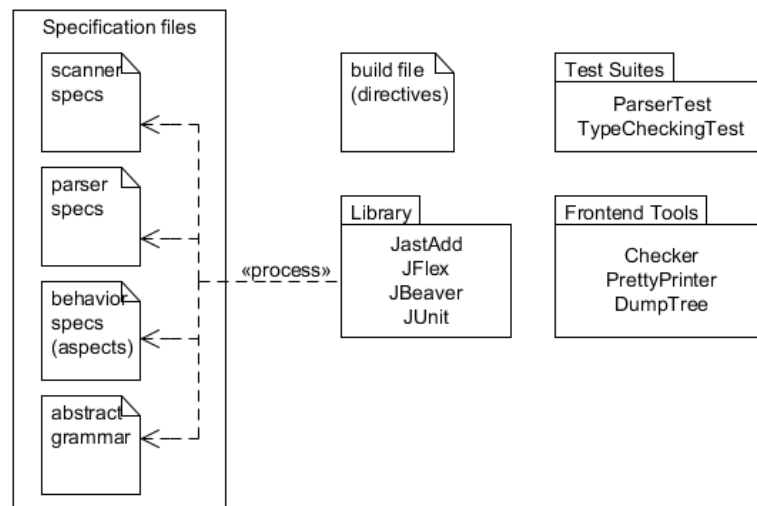 Specification files
scanner
specs
parser
specs
behavior
specs
(aspects)
abstract
grammar
«process»
build file
(directives)
Library
JastAdd
JFlex
JBeaver
JUnit
Test Suites
ParserTest
TypeCheckingTest
Frontend Tools
Checker
PrettyPrinter
DumpTree